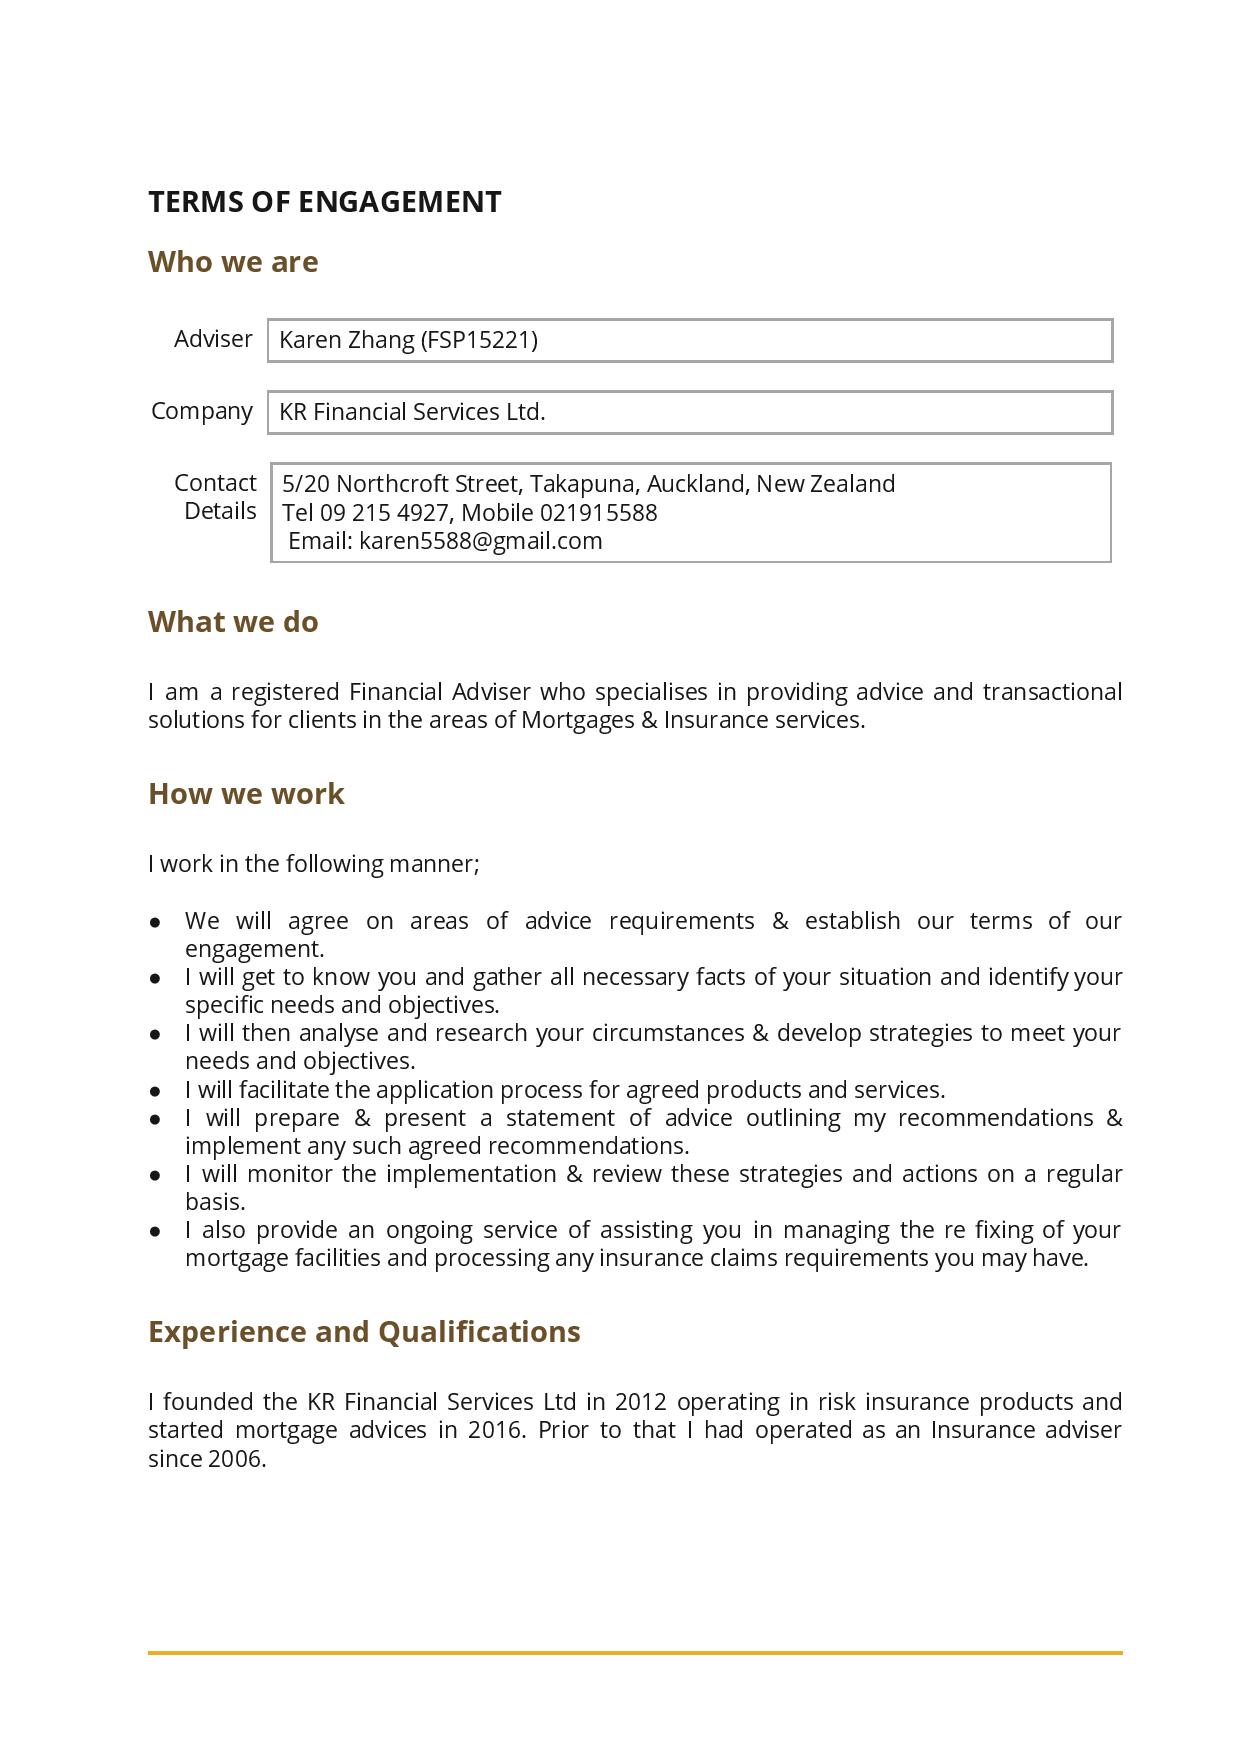 TERMS OF ENGAGEMENT
Who we are
Adviser Karen Zhang (FSP15221)
Company KR Financial Services Ltd.
Contact 5/20 Northcroft Street, Takapuna, Auckland, New Zealand
Details Tel 09 215 4927, Mobile 021915588
Email: karen5588@gmail.com
What we do
I am a registered Financial Adviser who specialises in providing advice and transactional
solutions for clients in the areas of Mortgages & Insurance services.
How we work
I work in the following manner;
● We will agree on areas of advice requirements & establish our terms of our
engagement.
● I will get to know you and gather all necessary facts of your situation and identify your
specific needs and objectives.
● I will then analyse and research your circumstances & develop strategies to meet your
needs and objectives.
● I will facilitate the application process for agreed products and services.
● I will prepare & present a statement of advice outlining my recommendations &
implement any such agreed recommendations.
● I will monitor the implementation & review these strategies and actions on a regular
basis.
● I also provide an ongoing service of assisting you in managing the re fixing of your
mortgage facilities and processing any insurance claims requirements you may have.
Experience and Qualifications
I founded the KR Financial Services Ltd in 2012 operating in risk insurance products and
started mortgage advices in 2016. Prior to that I had operated as an Insurance adviser
since 2006.